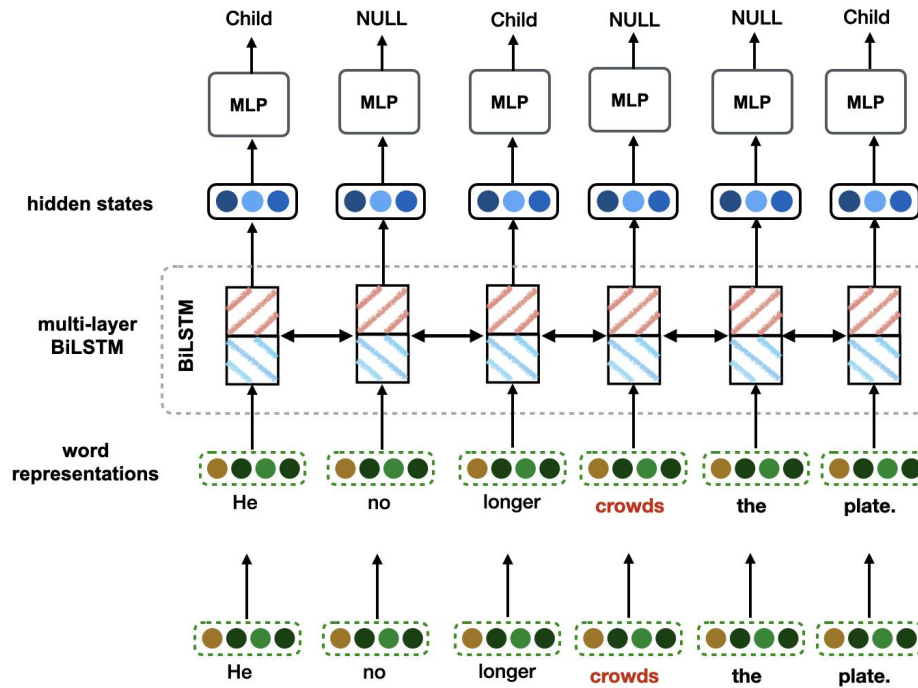 Child NULL Child NULL NULL Child
MLP MLP MLP MLP MLP MLP
hidden states
multi-layer
BiLSTM
BiLSTM
word
representations
He no longer crowds the plate.
He no longer crowds the plate.